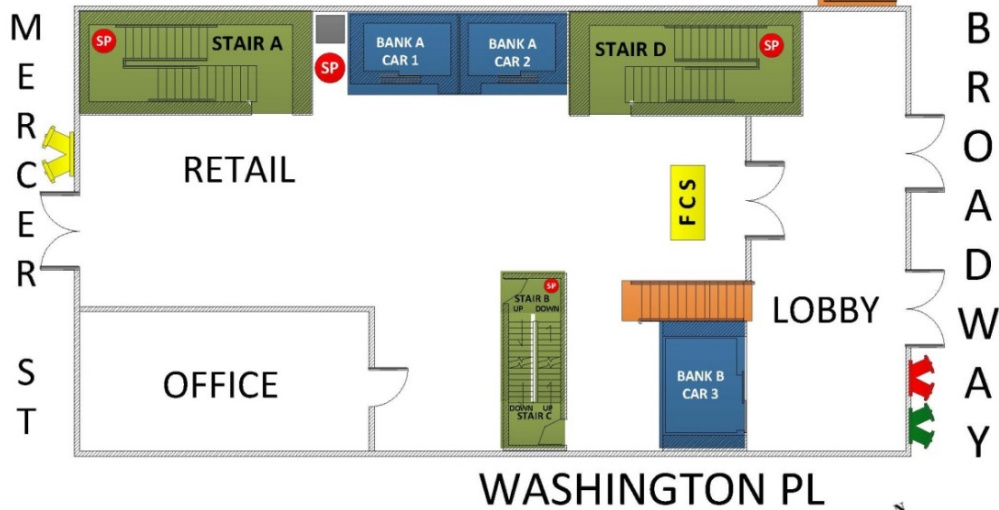 MERCER ST
SP
STAIR A
SP
BANK A
CAR 1
BANK A
CAR 2
STAIR D
SP
BROADWAY
RETAIL
FCS
SP
STAIR B
UP DOWN
DOWN UP
STAIR C
OFFICE
LOBBY
BANK B
CAR 3
WASHINGTON PL